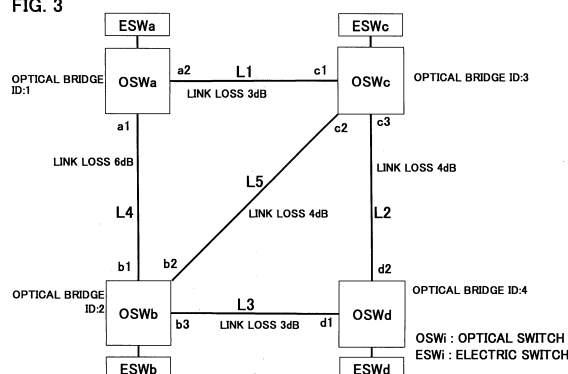 FIG. 3
ESWa
ESWc
OPTICAL BRIDGE
ID:1
OSWa
a2
L1
c1
OSWc
OPTICAL BRIDGE ID:3
LINK LOSS 3dB
a1
c2
c3
LINK LOSS 6dB
LINK LOSS 4dB
L5
L4
LINK LOSS 4dB
L2
b1
b2
d2
OPTICAL BRIDGE
ID:2
OSWb
L3
OSWd
OPTICAL BRIDGE ID:4
b3
LINK LOSS 3dB
d1
OSWi : OPTICAL SWITCH
ESWi : ELECTRIC SWITCH
ESWb
ESWd